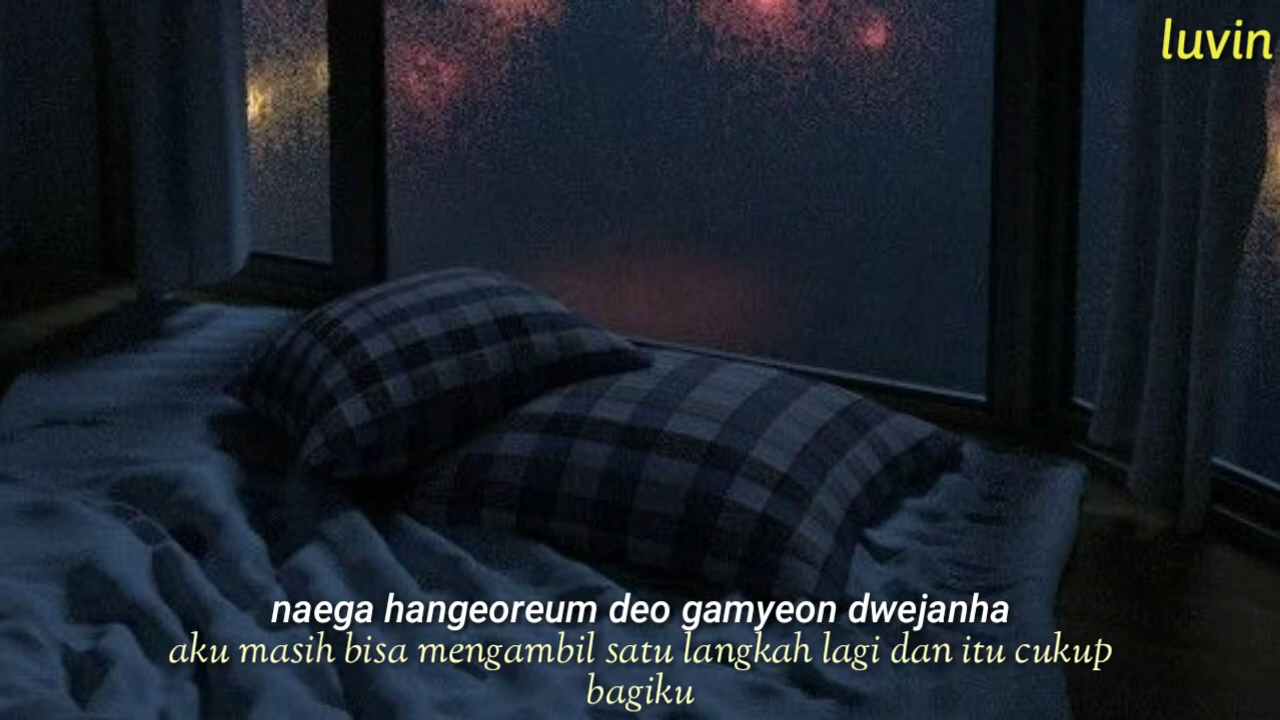 luvin
naega hangeoreum deo gamyeon dwejanha
aku masih bisa mengambil satu langkah lagi dan itu cukup
bagiku